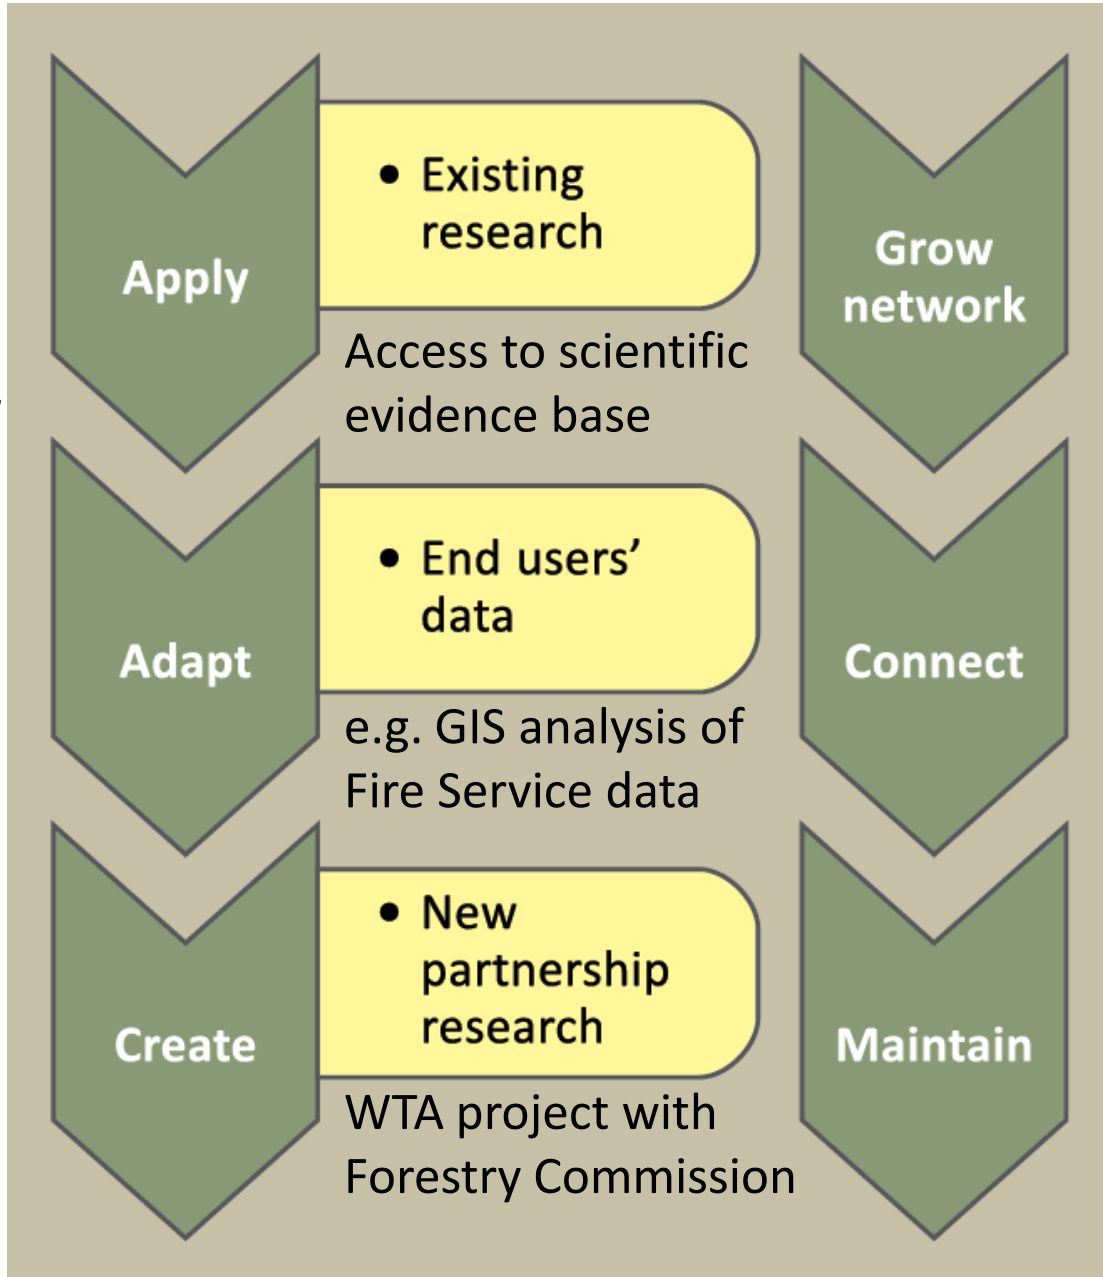 Apply
• Existing
research
Access to scientific
evidence base
Adapt
• End users’
data
e.g. GIS analysis of
Fire Service data
Create
• New
partnership
research
WTA project with
Forestry Commission
Grow
network
Connect
Maintain